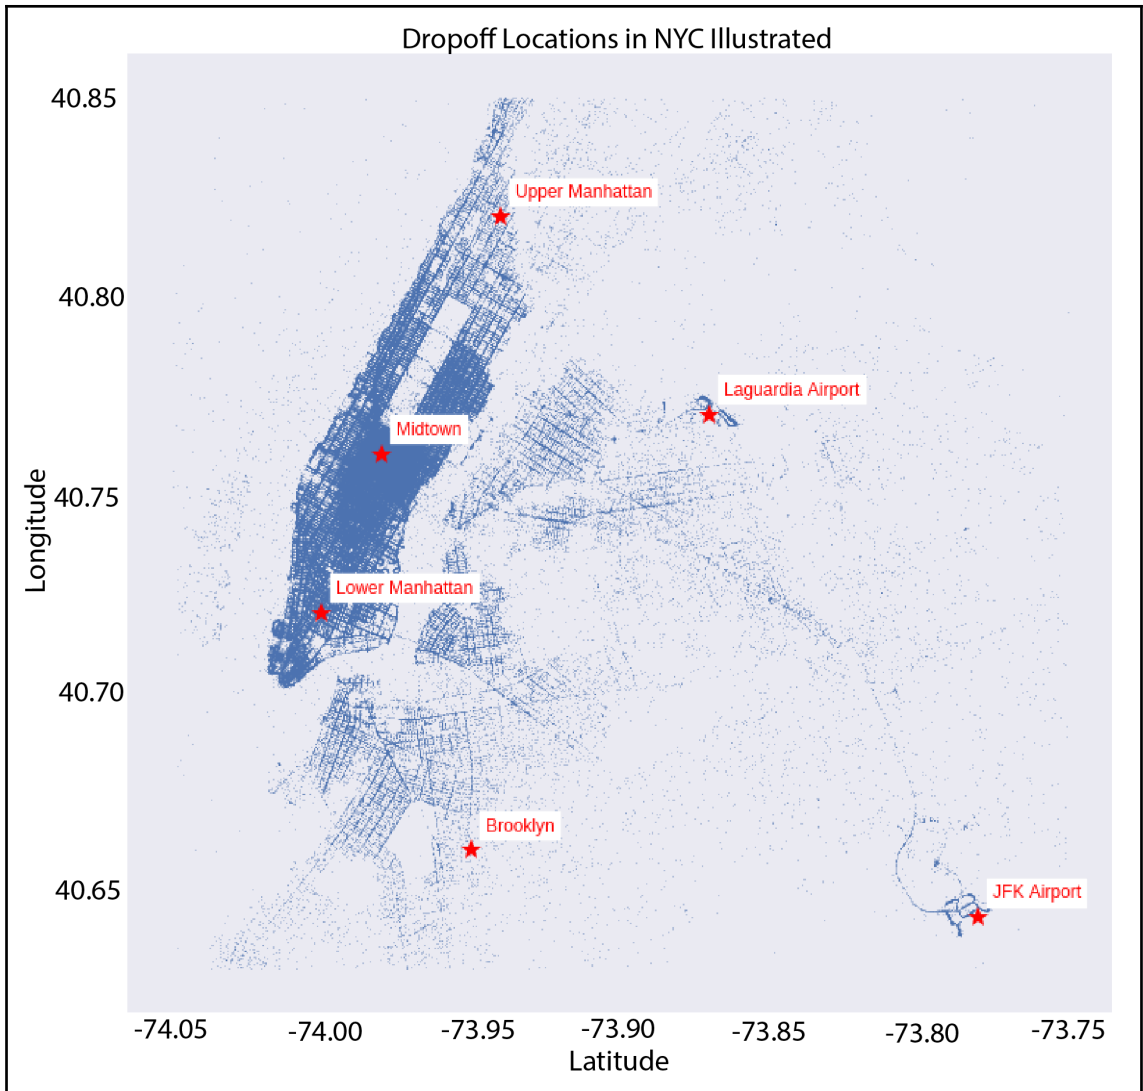 Dropoff Locations in NYC Illustrated
40.85
Upper Manhattan
40.80
Laguardia Airport
Midtown
40.75
Longitude
Lower Manhattan
40.70
Brooklyn
40.65
JFK Airport
-74.05 -74.00 -73.95 -73.90 -73.85 -73.80 -73.75
Latitude